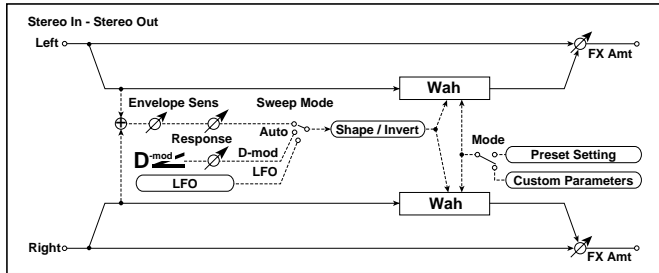 Stereo In - Stereo Out
Left
FX Amt
Wah
Envelope Sens
Sweep Mode
Auto
Response
Shape / Invert
D-mod
D-mod
LFO
LFO
Mode
Preset Setting
Custom Parameters
Wah
Right
FX Amt